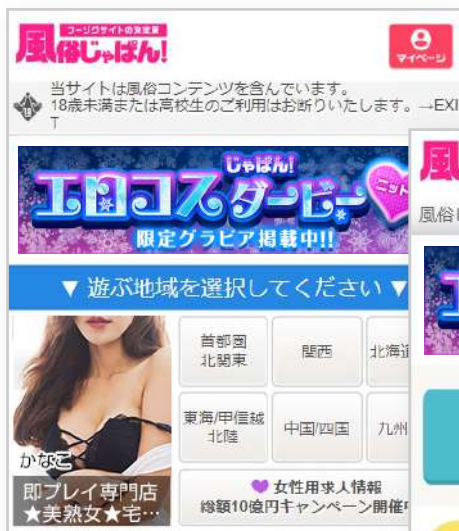 フーゾクサイトの決定版
風俗じゃぱん!
マイページ
当サイトは風俗コンテンツを含んでいます。
18歳未満または高校生のご利用はお断りいたします。→EXI
T
じゃぱん!
エロコスダービー
ニット
限定グラビア掲載中!!
▼ 遊ぶ地域を選択してください ▼
首都圏
北関東
関西
北海道
東海/甲信越
北陸
中国/四国
九州
かなこ
即プレイ専門店
★美熟女★宅…
女性用求人情報
総額10億円キャンペーン開催中
風
風俗
エ